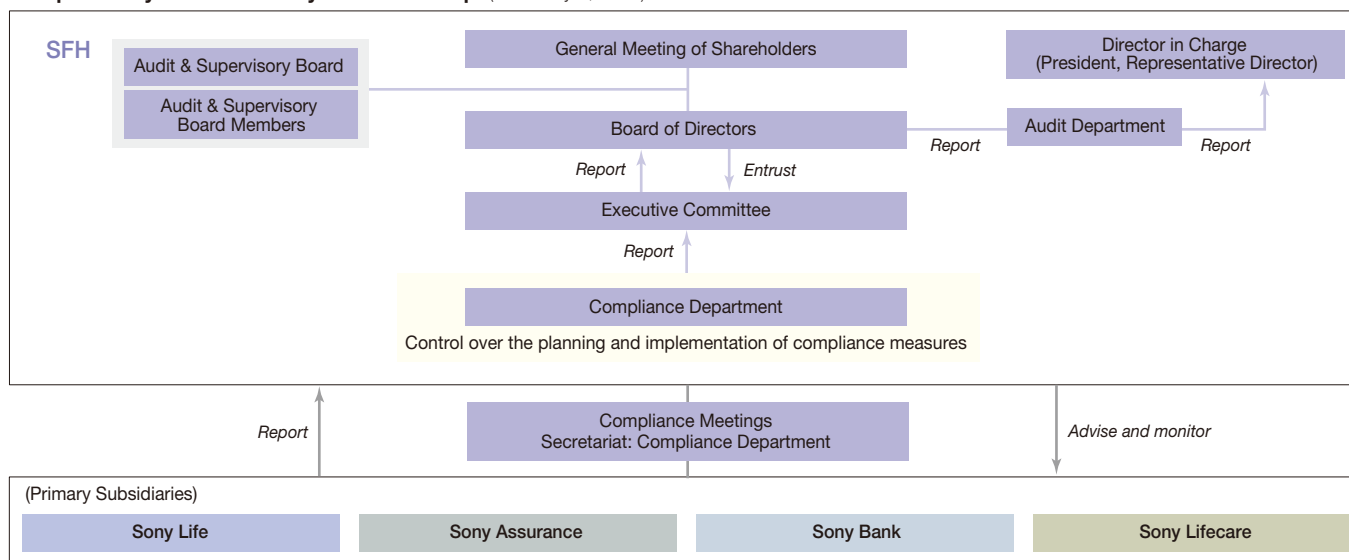 SFH
Audit & Supervisory Board
Audit & Supervisory
Board Members
General Meeting of Shareholders
Director in Charge
(President, Representative Director)
Board of Directors
Report
Audit Department
Report
Report
Entrust
Executive Committee
Report
Compliance Department
Control over the planning and implementation of compliance measures
Report
Compliance Meetings
Secretariat: Compliance Department
Advise and monitor
(Primary Subsidiaries)
Sony Life
Sony Assurance
Sony Bank
Sony Lifecare